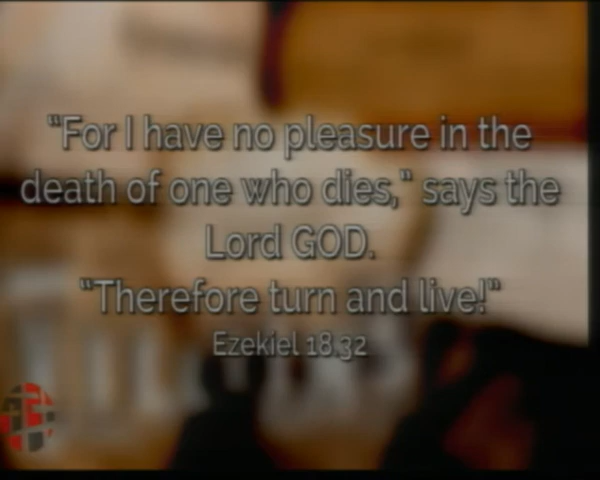 "For I have no pleasure in the
death of one who dies," says the
Lord GOD.
"Therefore turn and live!"
Ezekiel 18.32